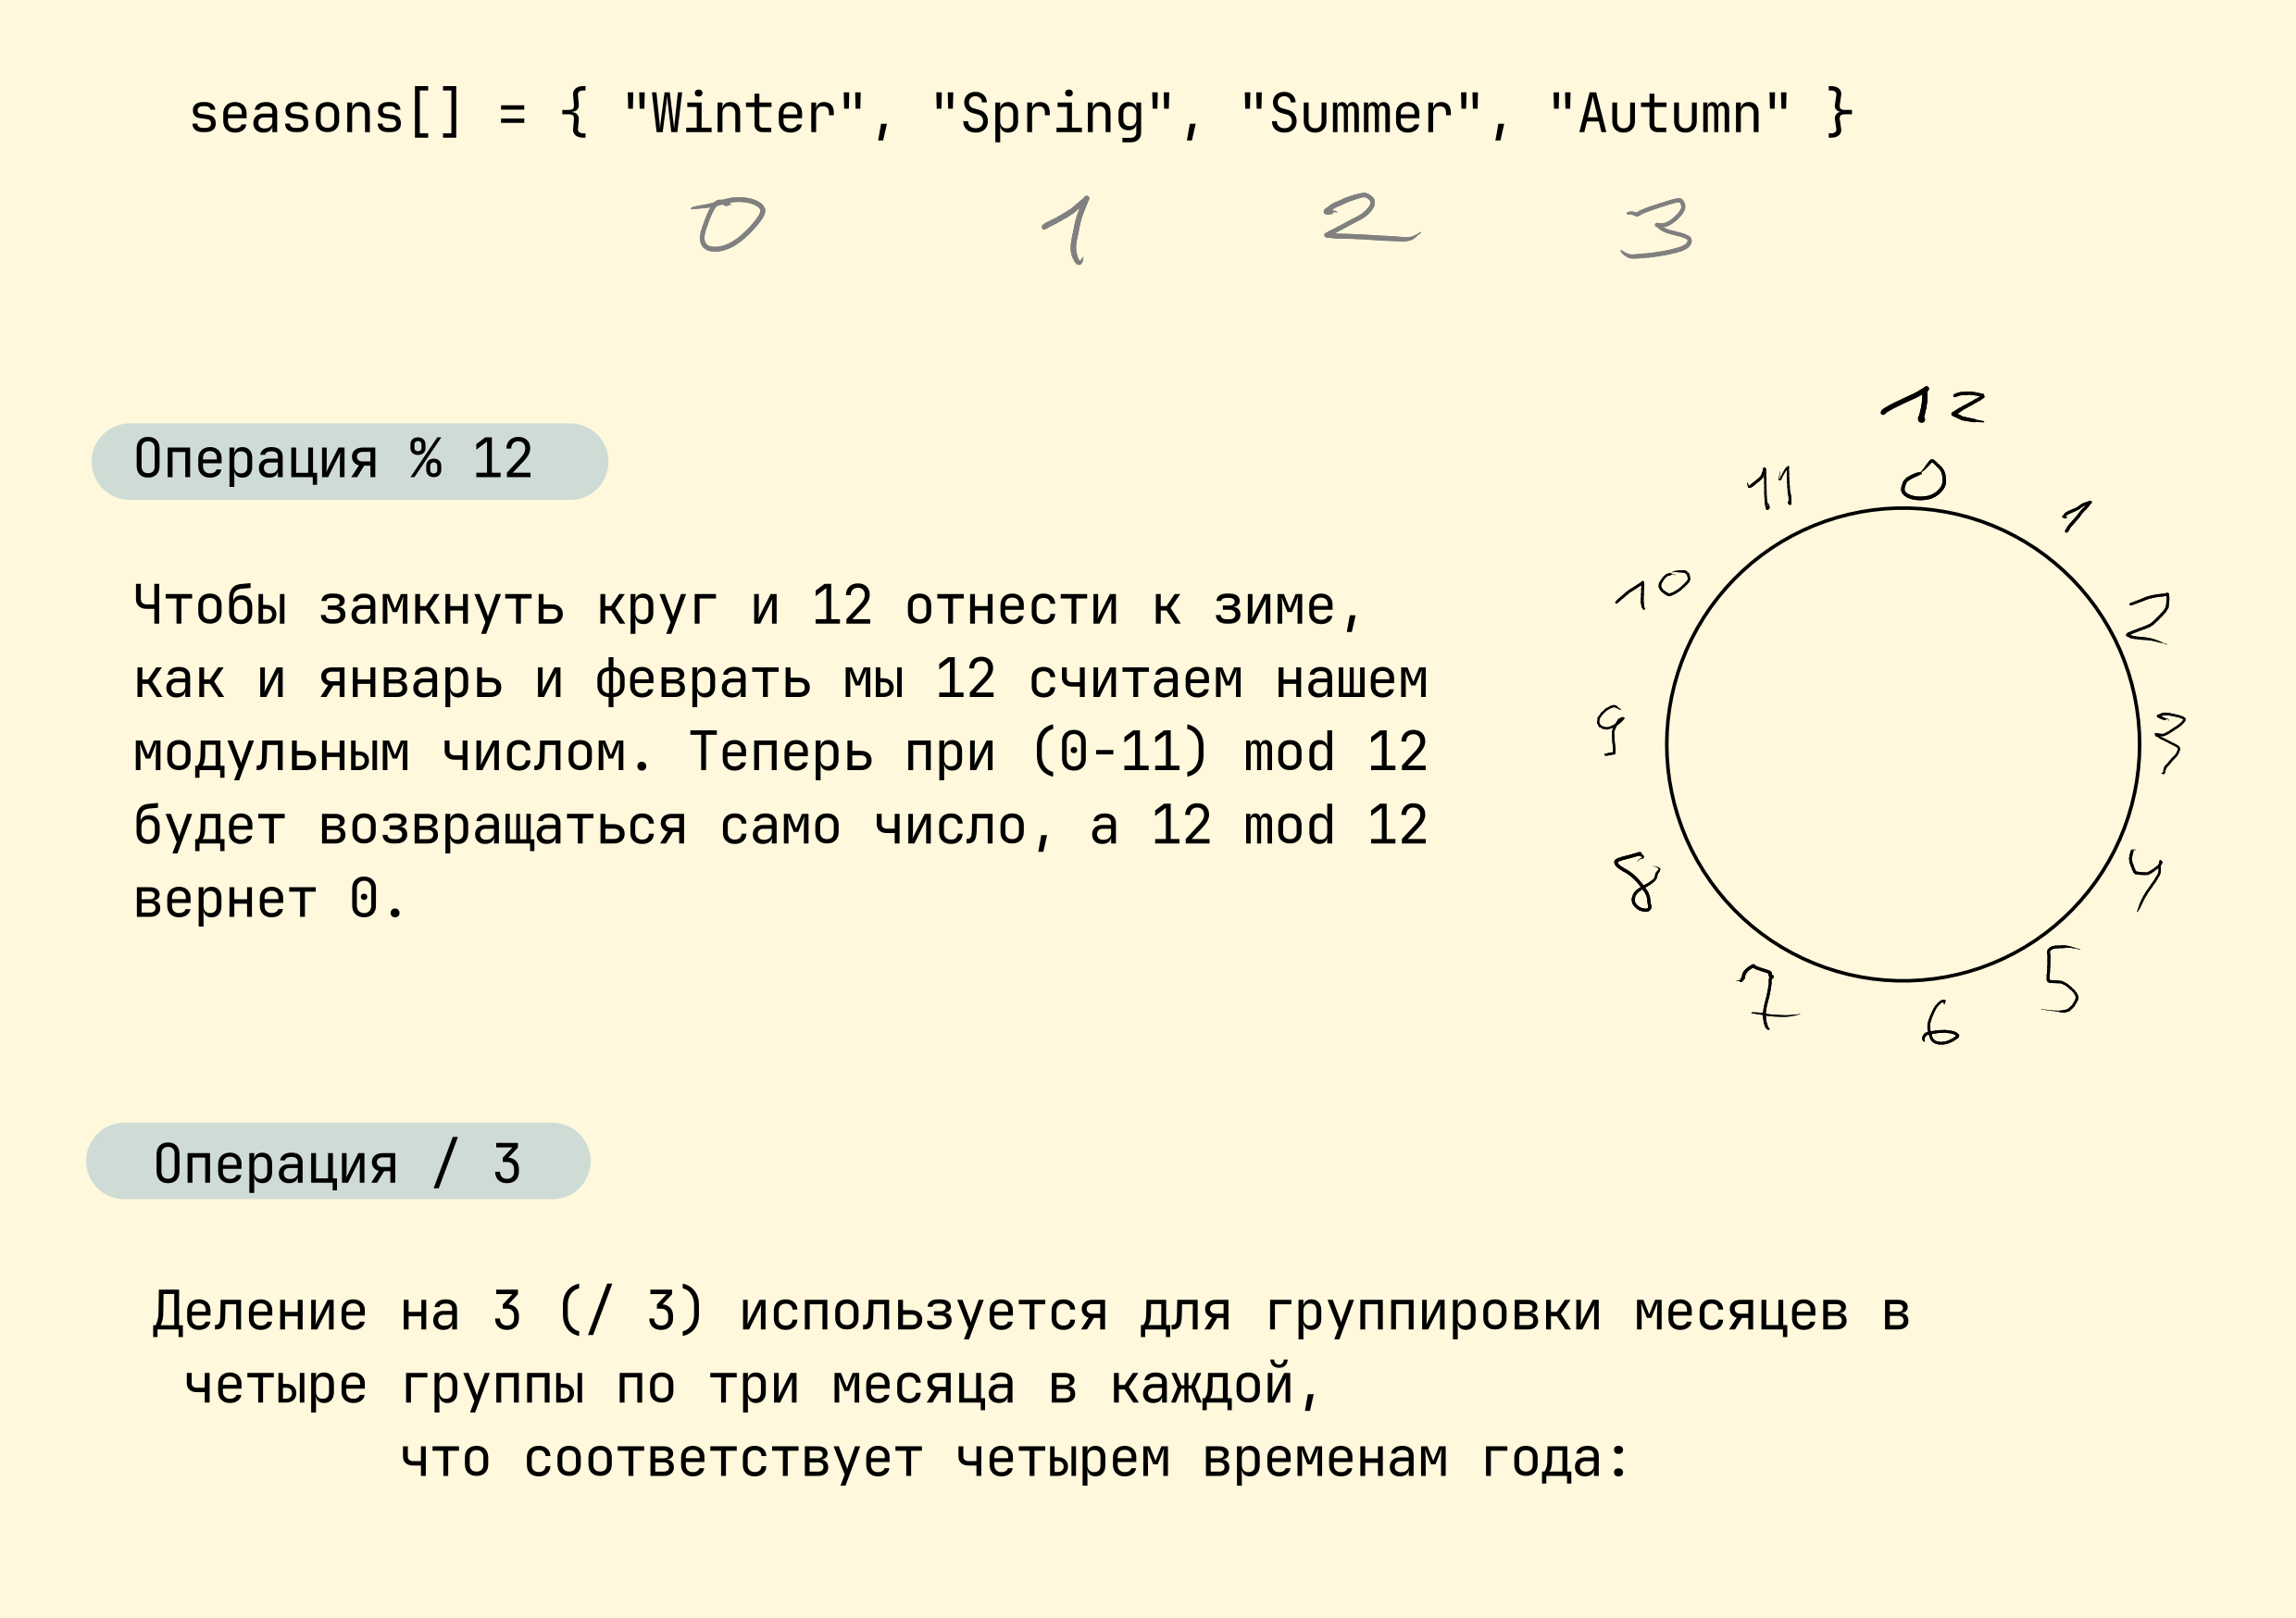 seasons[] = { "Winter", "Spring", "Summer", "Autumn" }
0 1 2 3
Операция % 12
Чтобы замкнуть круг и 12 отнести к зиме,
как и январь и феврать мы 12 считаем нашем
модульным числом. Теперь при (0-11) mod 12
будет возвращаться само число, а 12 mod 12
вернет 0.
12
0
1
2
3
4
5
6
7
8
9
10
11
Операция / 3
Деление на 3 (/ 3) используется для группировки месяцев в
четыре группы по три месяца в каждой,
что соответствует четырем временам года: